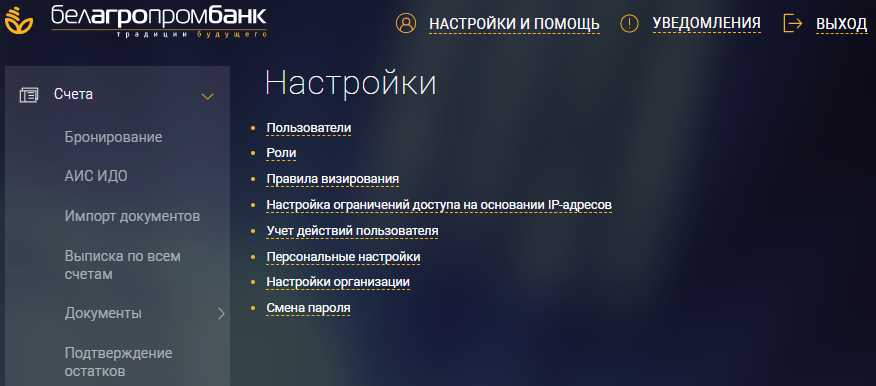 белагропромбанк
традиции будущего
НАСТРОЙКИ И ПОМОЩЬ
УВЕДОМЛЕНИЯ
ВЫХОД
Счета
Бронирование
АИС ИДО
Импорт документов
Выписка по всем
счетам
Документы
Подтверждение
остатков
Настройки
Пользователи
Роли
Правила визирования
Настройка ограничений доступа на основании IP-адресов
Учет действий пользователя
Персональные настройки
Настройки организации
Смена пароля